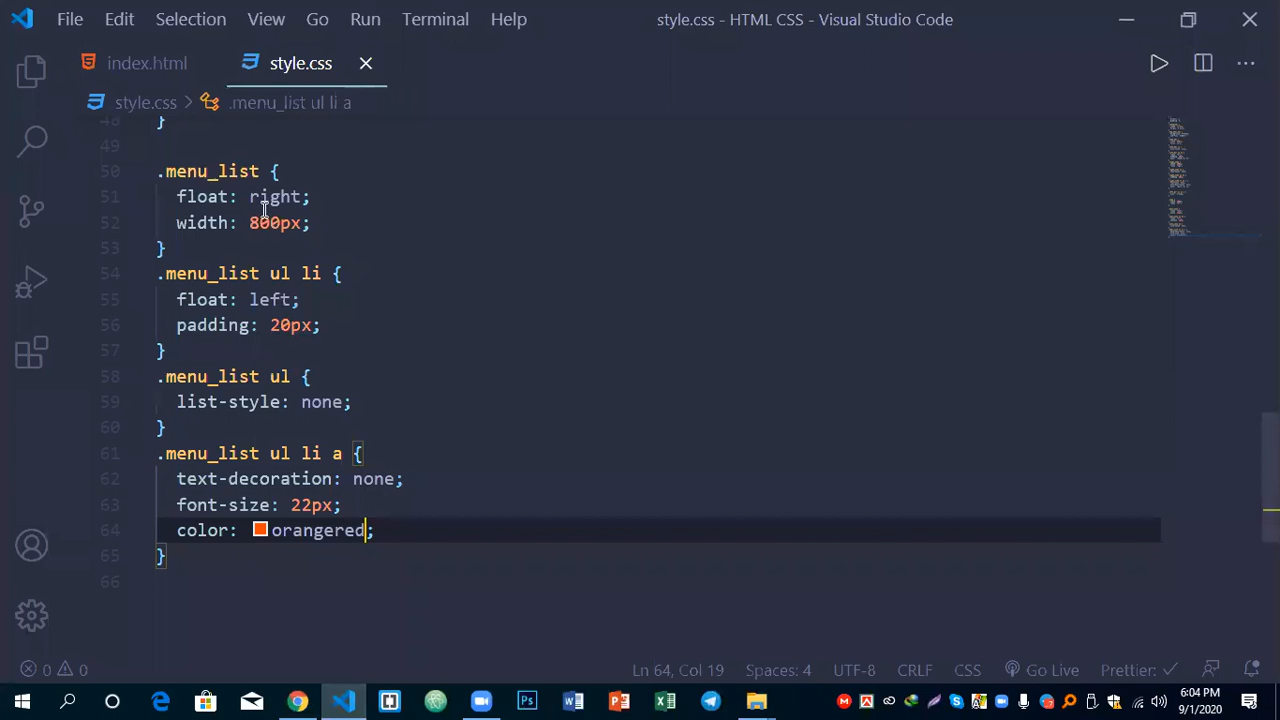 File Edit Selection View Go Run Terminal Help style.css - HTML CSS - Visual Studio Code
index.html style.css
style.css .menu_list ul li a
48 }
49
50 .menu_list {
51 float: right;
52 width: 800px;
53 }
54 .menu_list ul li {
55 float: left;
56 padding: 20px;
57 }
58 .menu_list ul {
59 list-style: none;
60 }
61 .menu_list ul li a {
62 text-decoration: none;
63 font-size: 22px;
64 color: orangered;
65 }
66
0 0 Ln 64, Col 19 Spaces: 4 UTF-8 CRLF CSS Go Live Prettier:
6:04 PM
9/1/2020